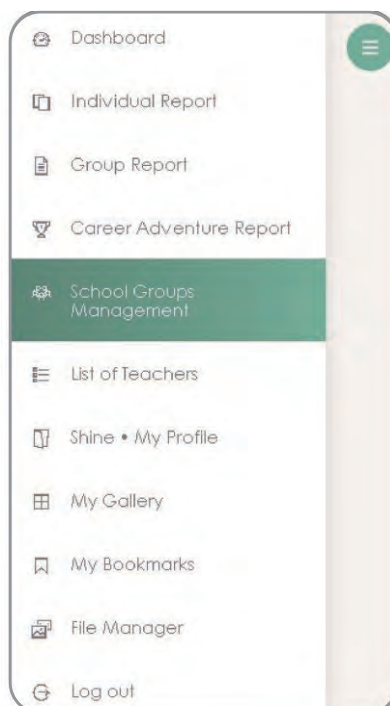 Dashboard
Individual Report
Group Report
Career Adventure Report
School Groups
Management
List of Teachers
Shine • My Profile
My Gallery
My Bookmarks
File Manager
Log out